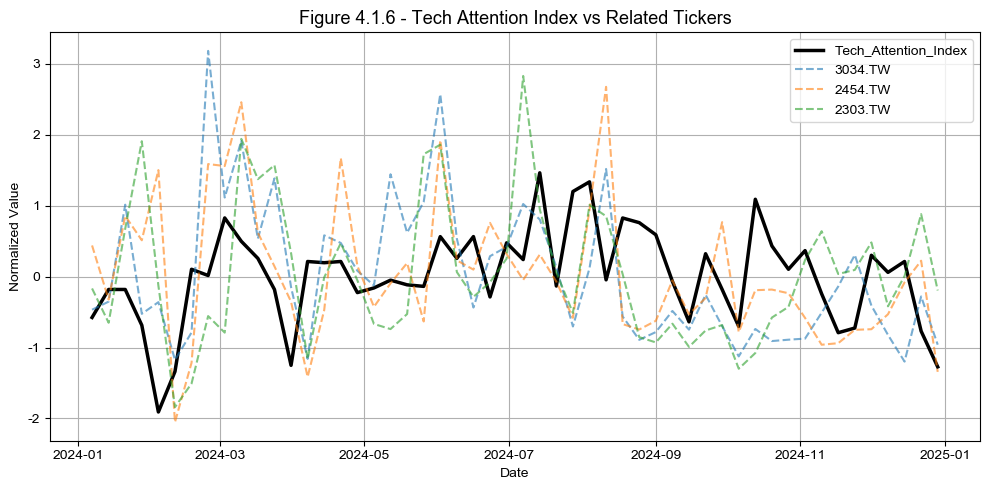 Figure 4.1.6 - Tech Attention Index vs Related Tickers
Tech_Attention_Index
3034.TW
2454.TW
2303.TW
Normalized Value
3
2
1
0
-1
-2
2024-01
2024-03
2024-05
2024-07
2024-09
2024-11
2025-01
Date